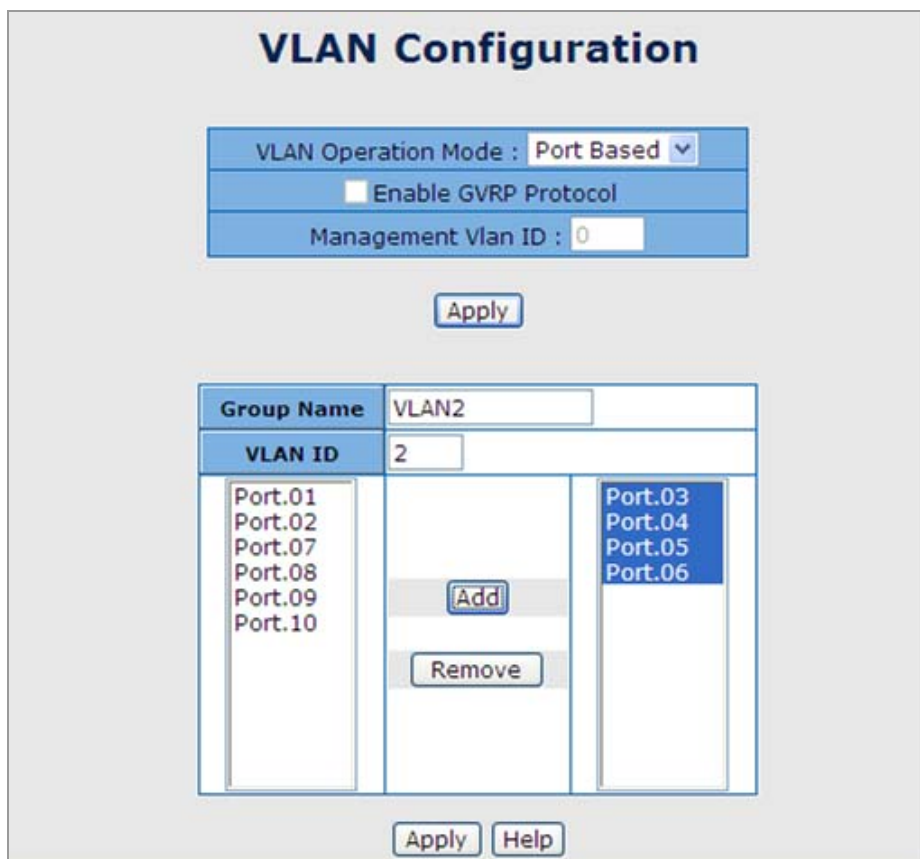 VLAN Configuration
VLAN Operation Mode : Port Based
Enable GVRP Protocol
Management Vlan ID : 0
Apply
Group Name VLAN2
VLAN ID 2
Port.01
Port.02
Port.07
Port.08
Port.09
Port.10
Add
Remove
Port.03
Port.04
Port.05
Port.06
Apply Help